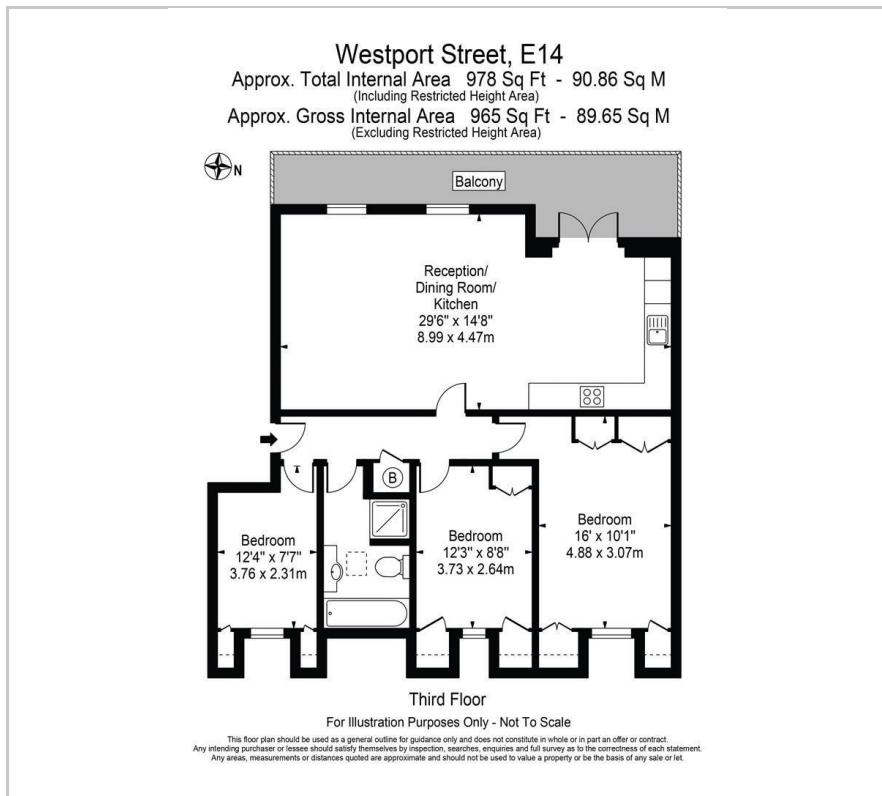 Westport Street, E14
Approx. Total Internal Area 978 Sq Ft - 90.86 Sq M
(Including Restricted Height Area)
Approx. Gross Internal Area 965 Sq Ft - 89.65 Sq M
(Excluding Restricted Height Area)
N
Balcony
Reception/
Dining Room/
Kitchen
29'6" x 14'8"
8.99 x 4.47m
B
Bedroom
12'4" x 7'7"
3.76 x 2.31m
Bedroom
12'3" x 8'8"
3.73 x 2.64m
Bedroom
16' x 10'1"
4.88 x 3.07m
Third Floor
For Illustration Purposes Only - Not To Scale
This floor plan should be used as a general outline for guidance only and does not constitute in whole or in part an offer or contract.
Any intending purchaser or lessee should satisfy themselves by inspection, searches, enquiries and full survey as to the correctness of each statement.
Any areas, measurements or distances quoted are approximate and should not be used to value a property or be the basis of any sale or let.